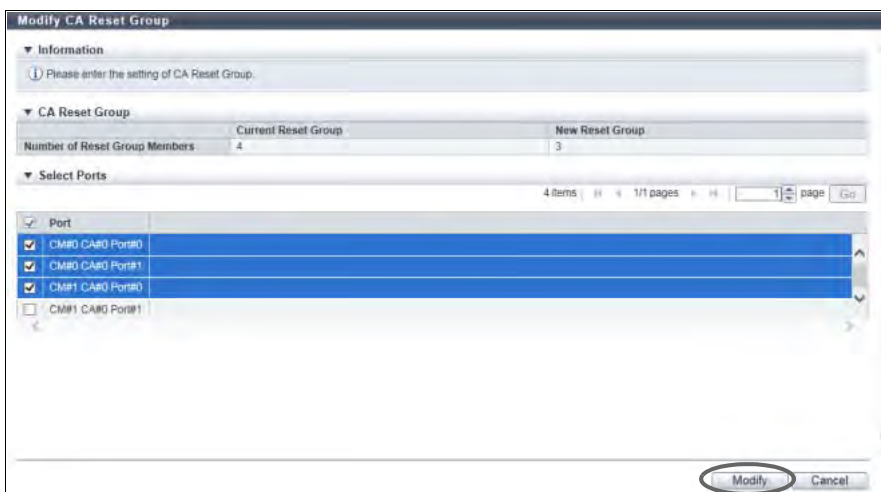 Modify CA Reset Group
Information
Please enter the setting of CA Reset Group.
CA Reset Group
Current Reset Group New Reset Group
Number of Reset Group Members 4 3
Select Ports
4 items 1/1 pages 1 page Go
Port
CM#0 CA#0 Port#0
CM#0 CA#0 Port#1
CM#1 CA#0 Port#0
CM#1 CA#0 Port#1
Modify Cancel